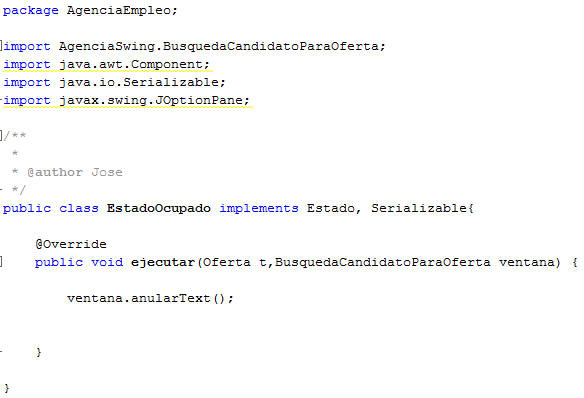 package AgenciaEmpleo;
import AgenciaSwing.BusquedaCandidatoParaOferta;
import java.awt.Component;
import java.io.Serializable;
import javax.swing.JOptionPane;
/**
 *
 * @author Jose
 */
public class EstadoOcupado implements Estado, Serializable{
    @Override
    public void ejecutar(Oferta t,BusquedaCandidatoParaOferta ventana) {
        ventana.anularText();
    }
}